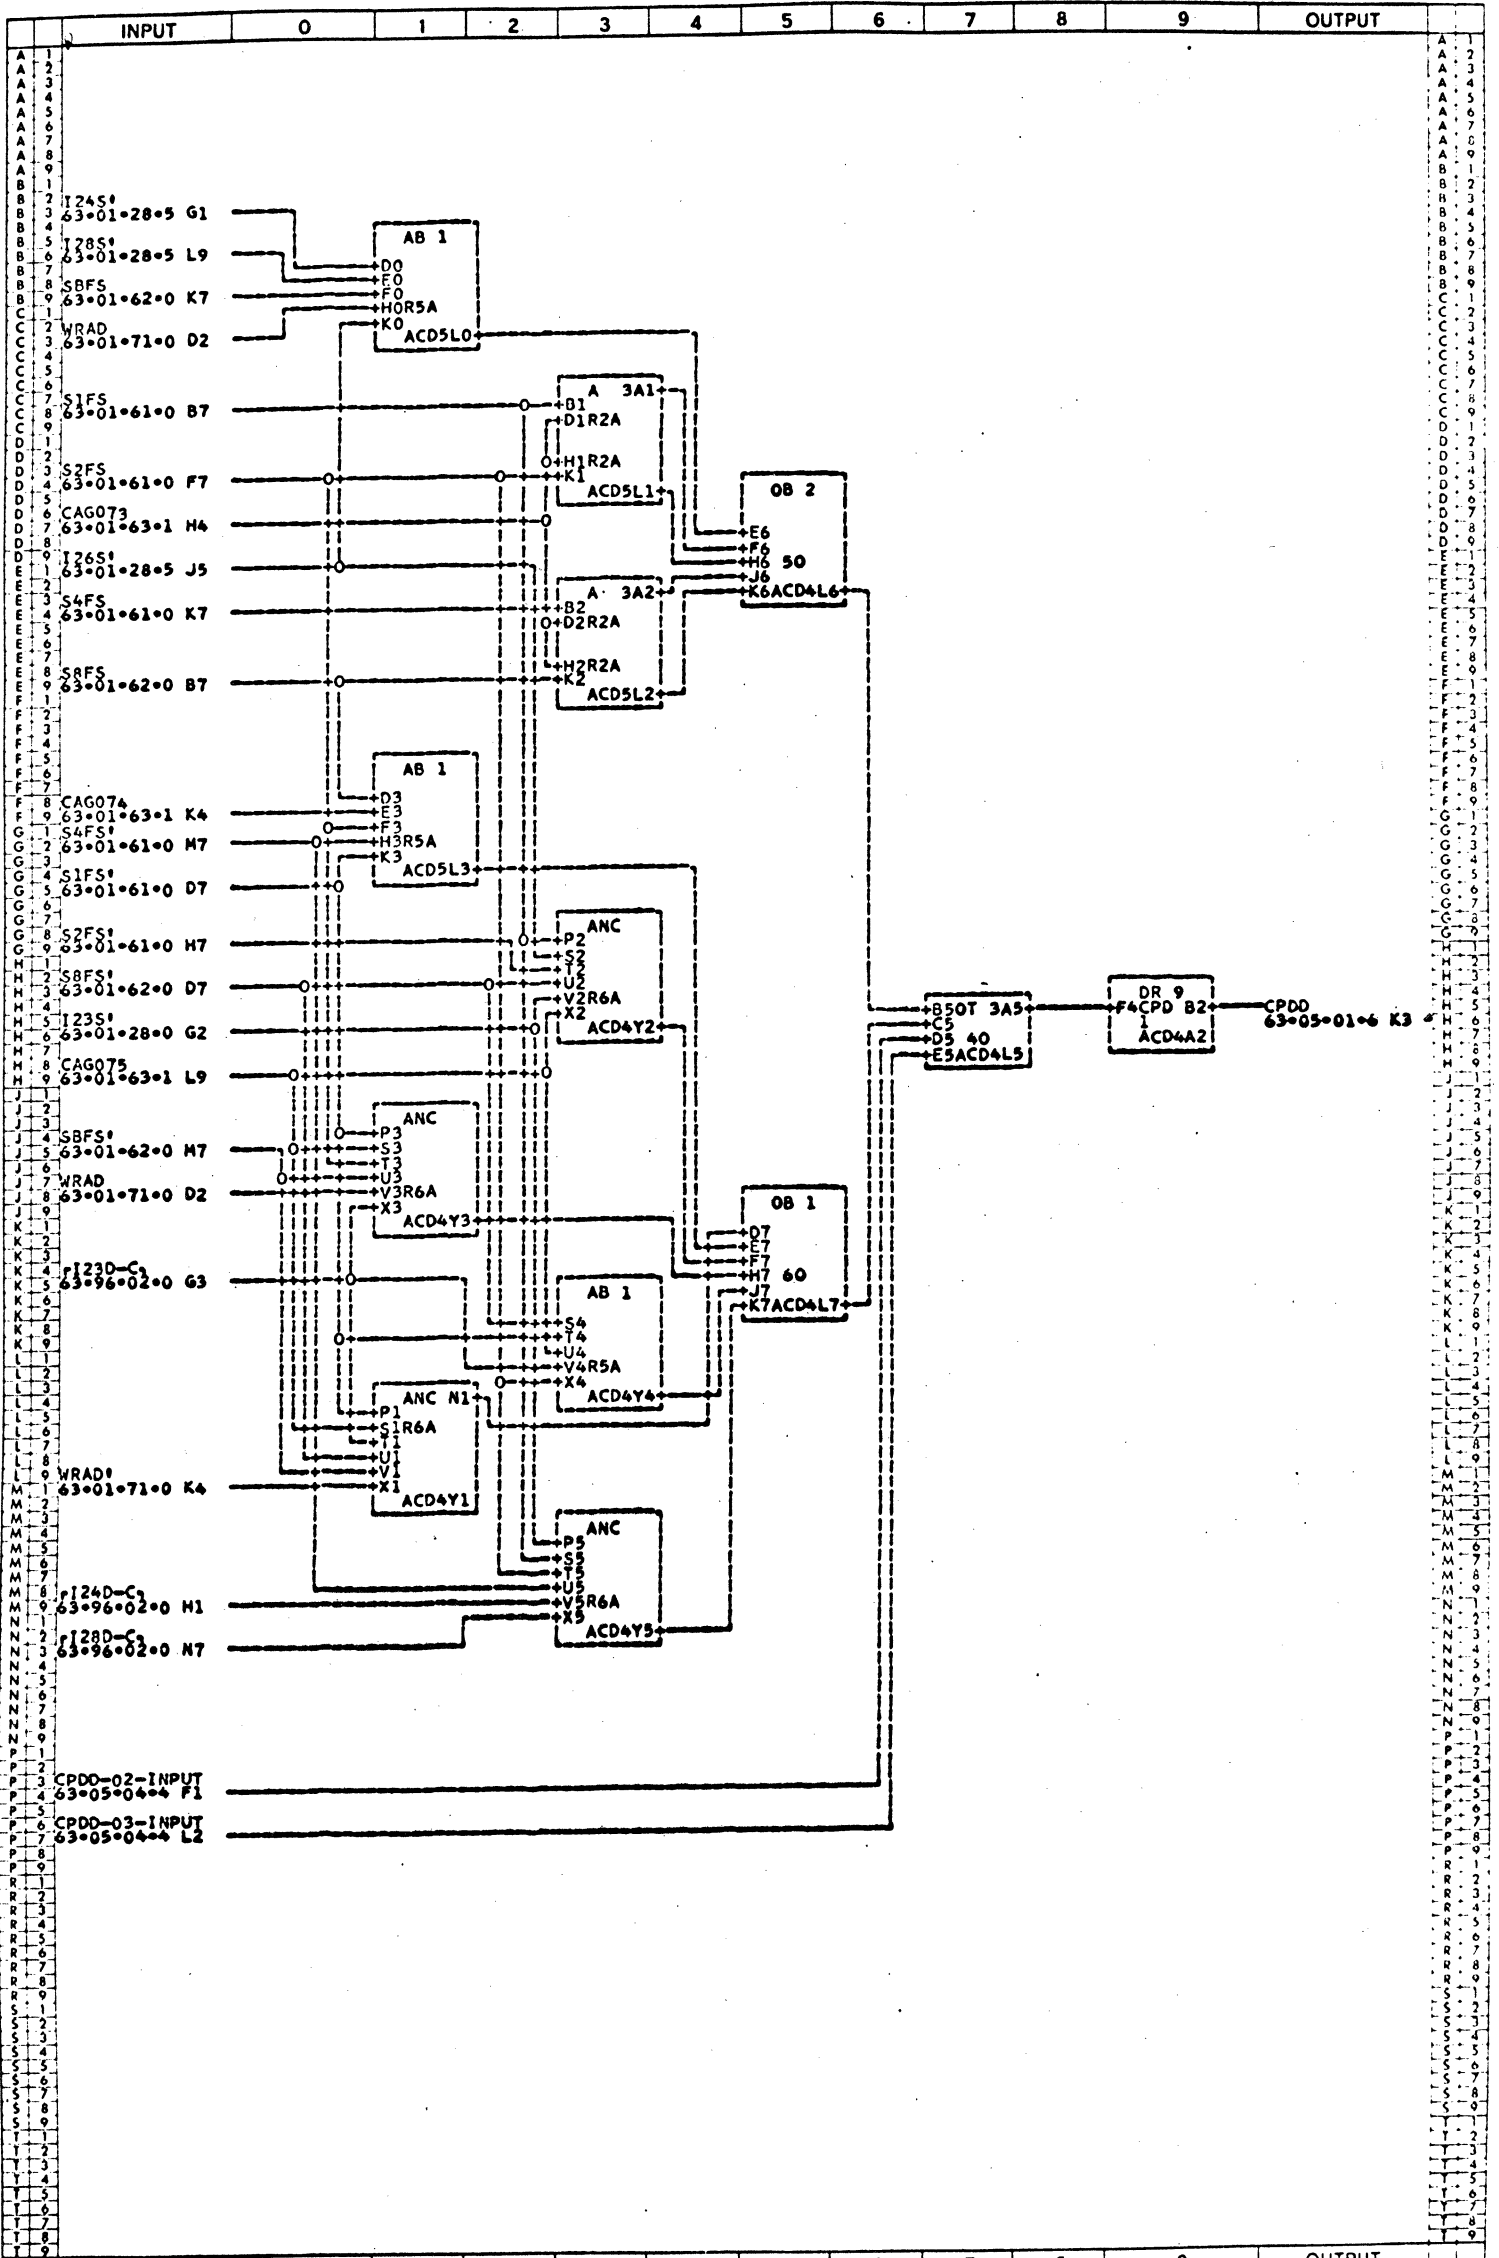 INPUT 0 1 2 3 4 5 6 7 8 9 OUTPUT
I24S'
63•01•28•5 G1
I28S'
63•01•28•5 L9
SBFS
63•01•62•0 K7
WRAD
63•01•71•0 D2
AB 1
D0
E0
F0
H0R5A
K0
ACD5L0
S1FS
63•01•61•0 B7
A 3A1
B1
D1R2A
H1R2A
K1
ACD5L1
S2FS
63•01•61•0 F7
CAG073
63•01•63•1 H4
I26S'
63•01•28•5 J5
S4FS
63•01•61•0 K7
S8FS
63•01•62•0 B7
A 3A2
B2
D2R2A
H2R2A
K2
ACD5L2
OB 2
E6
F6
H6 50
J6
K6ACD4L6
CAG074
63•01•63•1 K4
S4FS'
63•01•61•0 M7
S1FS'
63•01•61•0 D7
AB 1
D3
E3
F3
H3R5A
K3
ACD5L3
S2FS'
63•01•61•0 H7
S8FS'
63•01•62•0 D7
I23S'
63•01•28•0 G2
CAG075
63•01•63•1 L9
ANC
P2
S2
T2
U2
V2R6A
X2
ACD4Y2
B5OT 3A5
C5
D5 40
E5ACD4L5
DR 9
F4CPD B2
1
ACD4A2
CPDD
63•05•01•6 K3
SBFS'
63•01•62•0 M7
WRAD
63•01•71•0 D2
ANC
P3
S3
T3
U3
V3R6A
X3
ACD4Y3
OB 1
D7
E7
F7
H7 60
J7
K7ACD4L7
I23D-C
63•96•02•0 G3
AB 1
S4
T4
U4
V4R5A
X4
ACD4Y4
ANC N1
P1
S1R6A
T1
U1
V1
X1
ACD4Y1
WRAD'
63•01•71•0 K4
ANC
P5
S5
T5
U5
V5R6A
X5
ACD4Y5
I24D-C
63•96•02•0 H1
I28D-C
63•96•02•0 N7
CPDD-02-INPUT
63•05•04•4 F1
CPDD-03-INPUT
63•05•04•4 L2
OUTPUT